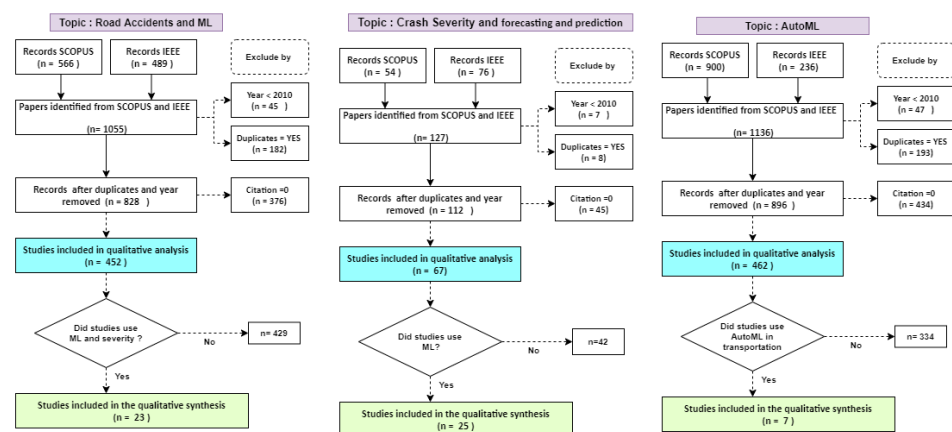 Topic : Road Accidents and ML
Records SCOPUS
(n = 566)
Records IEEE
(n = 489)
Exclude by
Papers identified from SCOPUS and IEEE
(n= 1055)
Year < 2010
(n = 45 )
Duplicates = YES
(n = 182)
Records after duplicates and year
removed (n = 828 )
Citation =0
(n = 376)
Studies included in qualitative analysis
(n = 452 )
Did studies use
ML and severity ?
No
n= 429
Yes
Studies included in the qualitative synthesis
(n = 23 )
Topic : Crash Severity and forecasting and prediction
Records SCOPUS
(n = 54 )
Records IEEE
(n = 76 )
Exclude by
Papers identified from SCOPUS and IEEE
(n= 127)
Year < 2010
(n = 7 )
Duplicates = YES
(n = 8)
Records after duplicates and year
removed (n = 112 )
Citation =0
(n = 45)
Studies included in qualitative analysis
(n = 67)
Did studies use
ML?
No
n=42
Yes
Studies included in the qualitative synthesis
(n = 25 )
Topic : AutoML
Records SCOPUS
(n = 900)
Records IEEE
(n = 236)
Exclude by
Papers identified from SCOPUS and IEEE
(n= 1136)
Year < 2010
(n = 47 )
Duplicates = YES
(n = 193)
Records after duplicates and year
removed (n = 896 )
Citation =0
(n = 434)
Studies included in qualitative analysis
(n = 462)
Did studies use
AutoML in
transportation
No
n= 334
Yes
Studies included in the qualitative synthesis
(n = 7 )